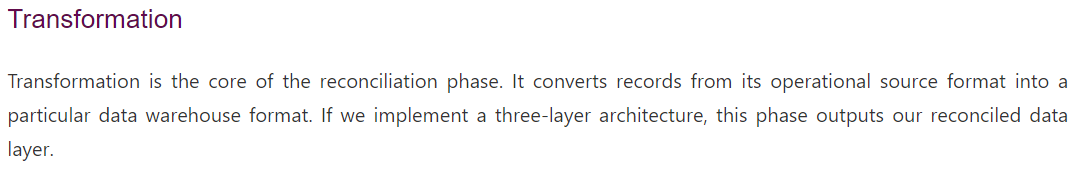 Transformation
Transformation is the core of the reconciliation phase. It converts records from its operational source format into a
particular data warehouse format. If we implement a three-layer architecture, this phase outputs our reconciled data
layer.